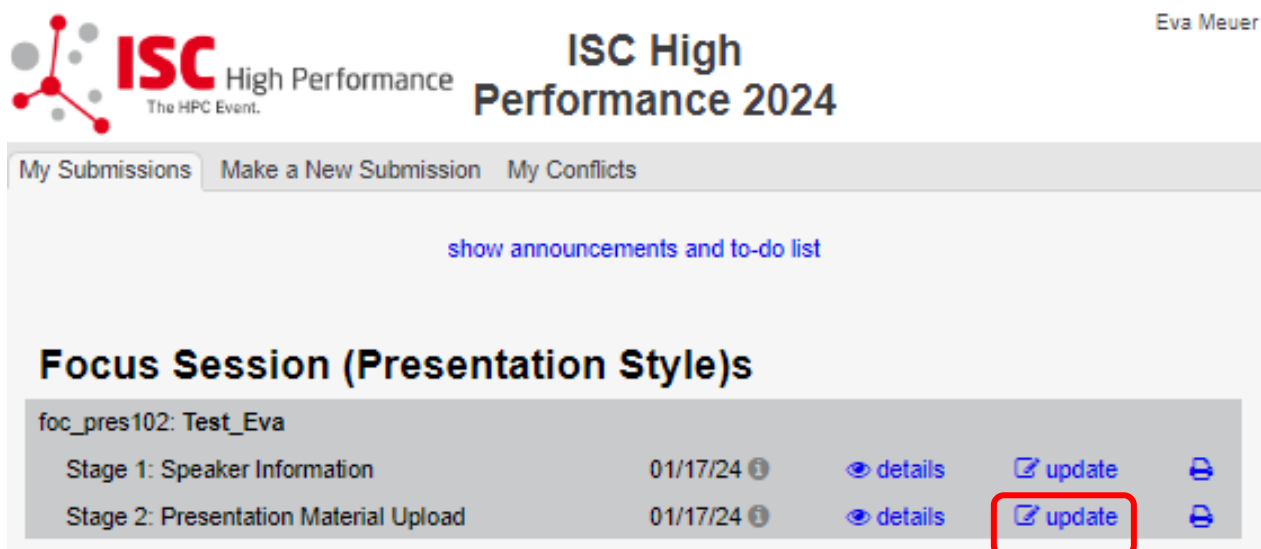 Eva Meuer
ISC High Performance
The HPC Event.
ISC High
Performance 2024
My Submissions Make a New Submission My Conflicts
show announcements and to-do list
Focus Session (Presentation Style)s
foc_pres102: Test_Eva
Stage 1: Speaker Information 01/17/24 details update
Stage 2: Presentation Material Upload 01/17/24 details update